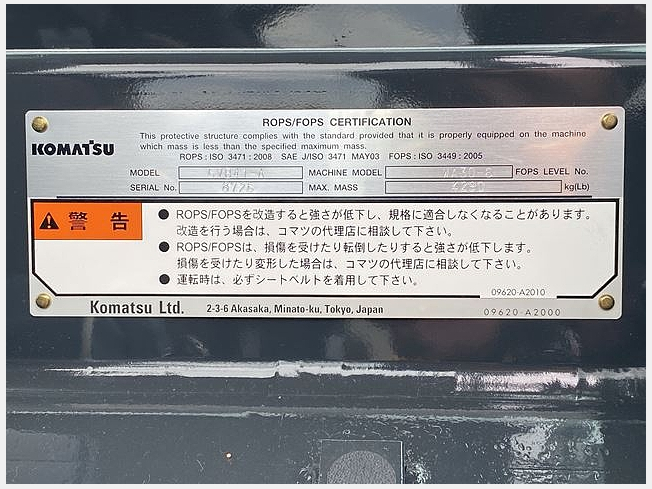 ROPS/FOPS CERTIFICATION
This protective structure complies with the standard provided that it is properly equipped on the machine
which mass is less than the specified maximum mass.
KOMATSU
ROPS : ISO 3471 : 2008 SAE J/ISO 3471 MAY03 FOPS : ISO 3449 : 2005
MODEL MACHINE MODEL FOPS LEVEL No.
SERIAL No. MAX. MASS 4290 kg(Lb)
警告
● ROPS/FOPSを改造すると強さが低下し、規格に適合しなくなることがあります。
改造を行う場合は、コマツの代理店に相談して下さい。
● ROPS/FOPSは、損傷を受けたり転倒したりすると強さが低下します。
損傷を受けたり変形した場合は、コマツの代理店に相談して下さい。
● 運転時は、必ずシートベルトを着用して下さい。
09620-A2010
Komatsu Ltd. 2-3-6 Akasaka, Minato-ku, Tokyo, Japan 09620-A2000